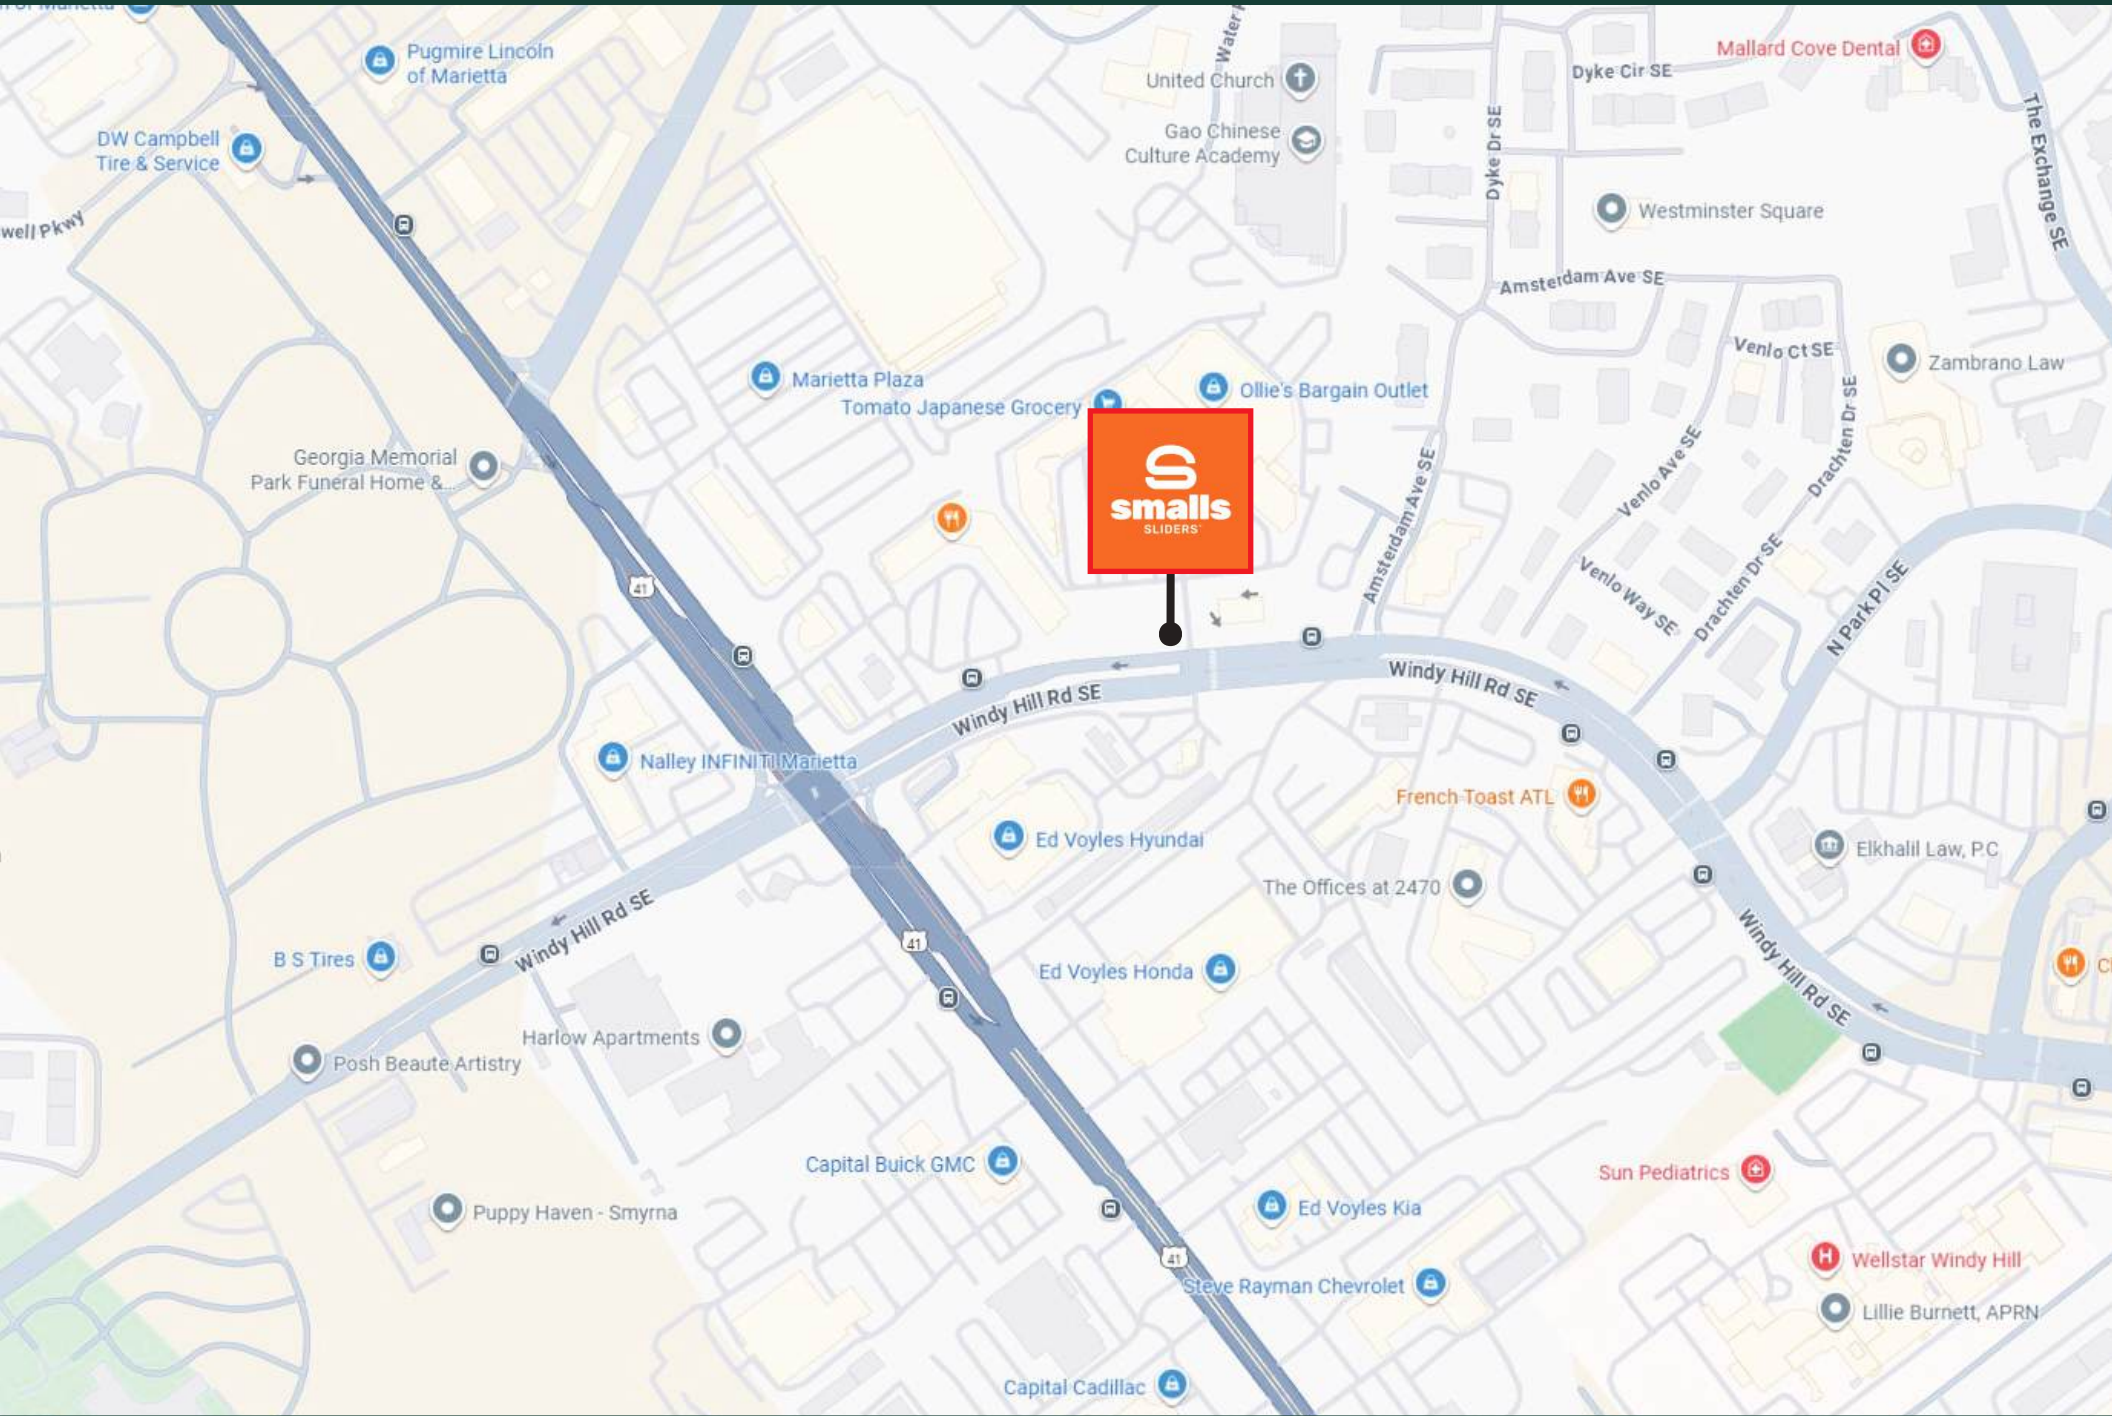 of Marietta
Pugmire Lincoln
of Marietta
DW Campbell
Tire & Service
well Pkwy
United Church
Gao Chinese
Culture Academy
Dyke Dr SE
Dyke Cir SE
Mallard Cove Dental
The Exchange SE
Westminster Square
Amsterdam Ave SE
Venlo Ct SE
Zambrano Law
Marietta Plaza
Tomato Japanese Grocery
Ollie's Bargain Outlet
Georgia Memorial
Park Funeral Home &...
S
smalls
SLIDERS
Amsterdam Ave SE
Venlo Ave SE
Drachten Dr SE
Venlo Way SE
Drachten Dr SE
N Park Pl SE
41
Windy Hill Rd SE
Windy Hill Rd SE
Nalley INFINITI Marietta
French Toast ATL
Ed Voyles Hyundai
Elkhalil Law, P.C
The Offices at 2470
Windy Hill Rd SE
Windy Hill Rd SE
41
B S Tires
Ed Voyles Honda
Harlow Apartments
Posh Beaute Artistry
Capital Buick GMC
Sun Pediatrics
Puppy Haven - Smyrna
Ed Voyles Kia
41
Wellstar Windy Hill
Steve Rayman Chevrolet
Lillie Burnett, APRN
Capital Cadillac